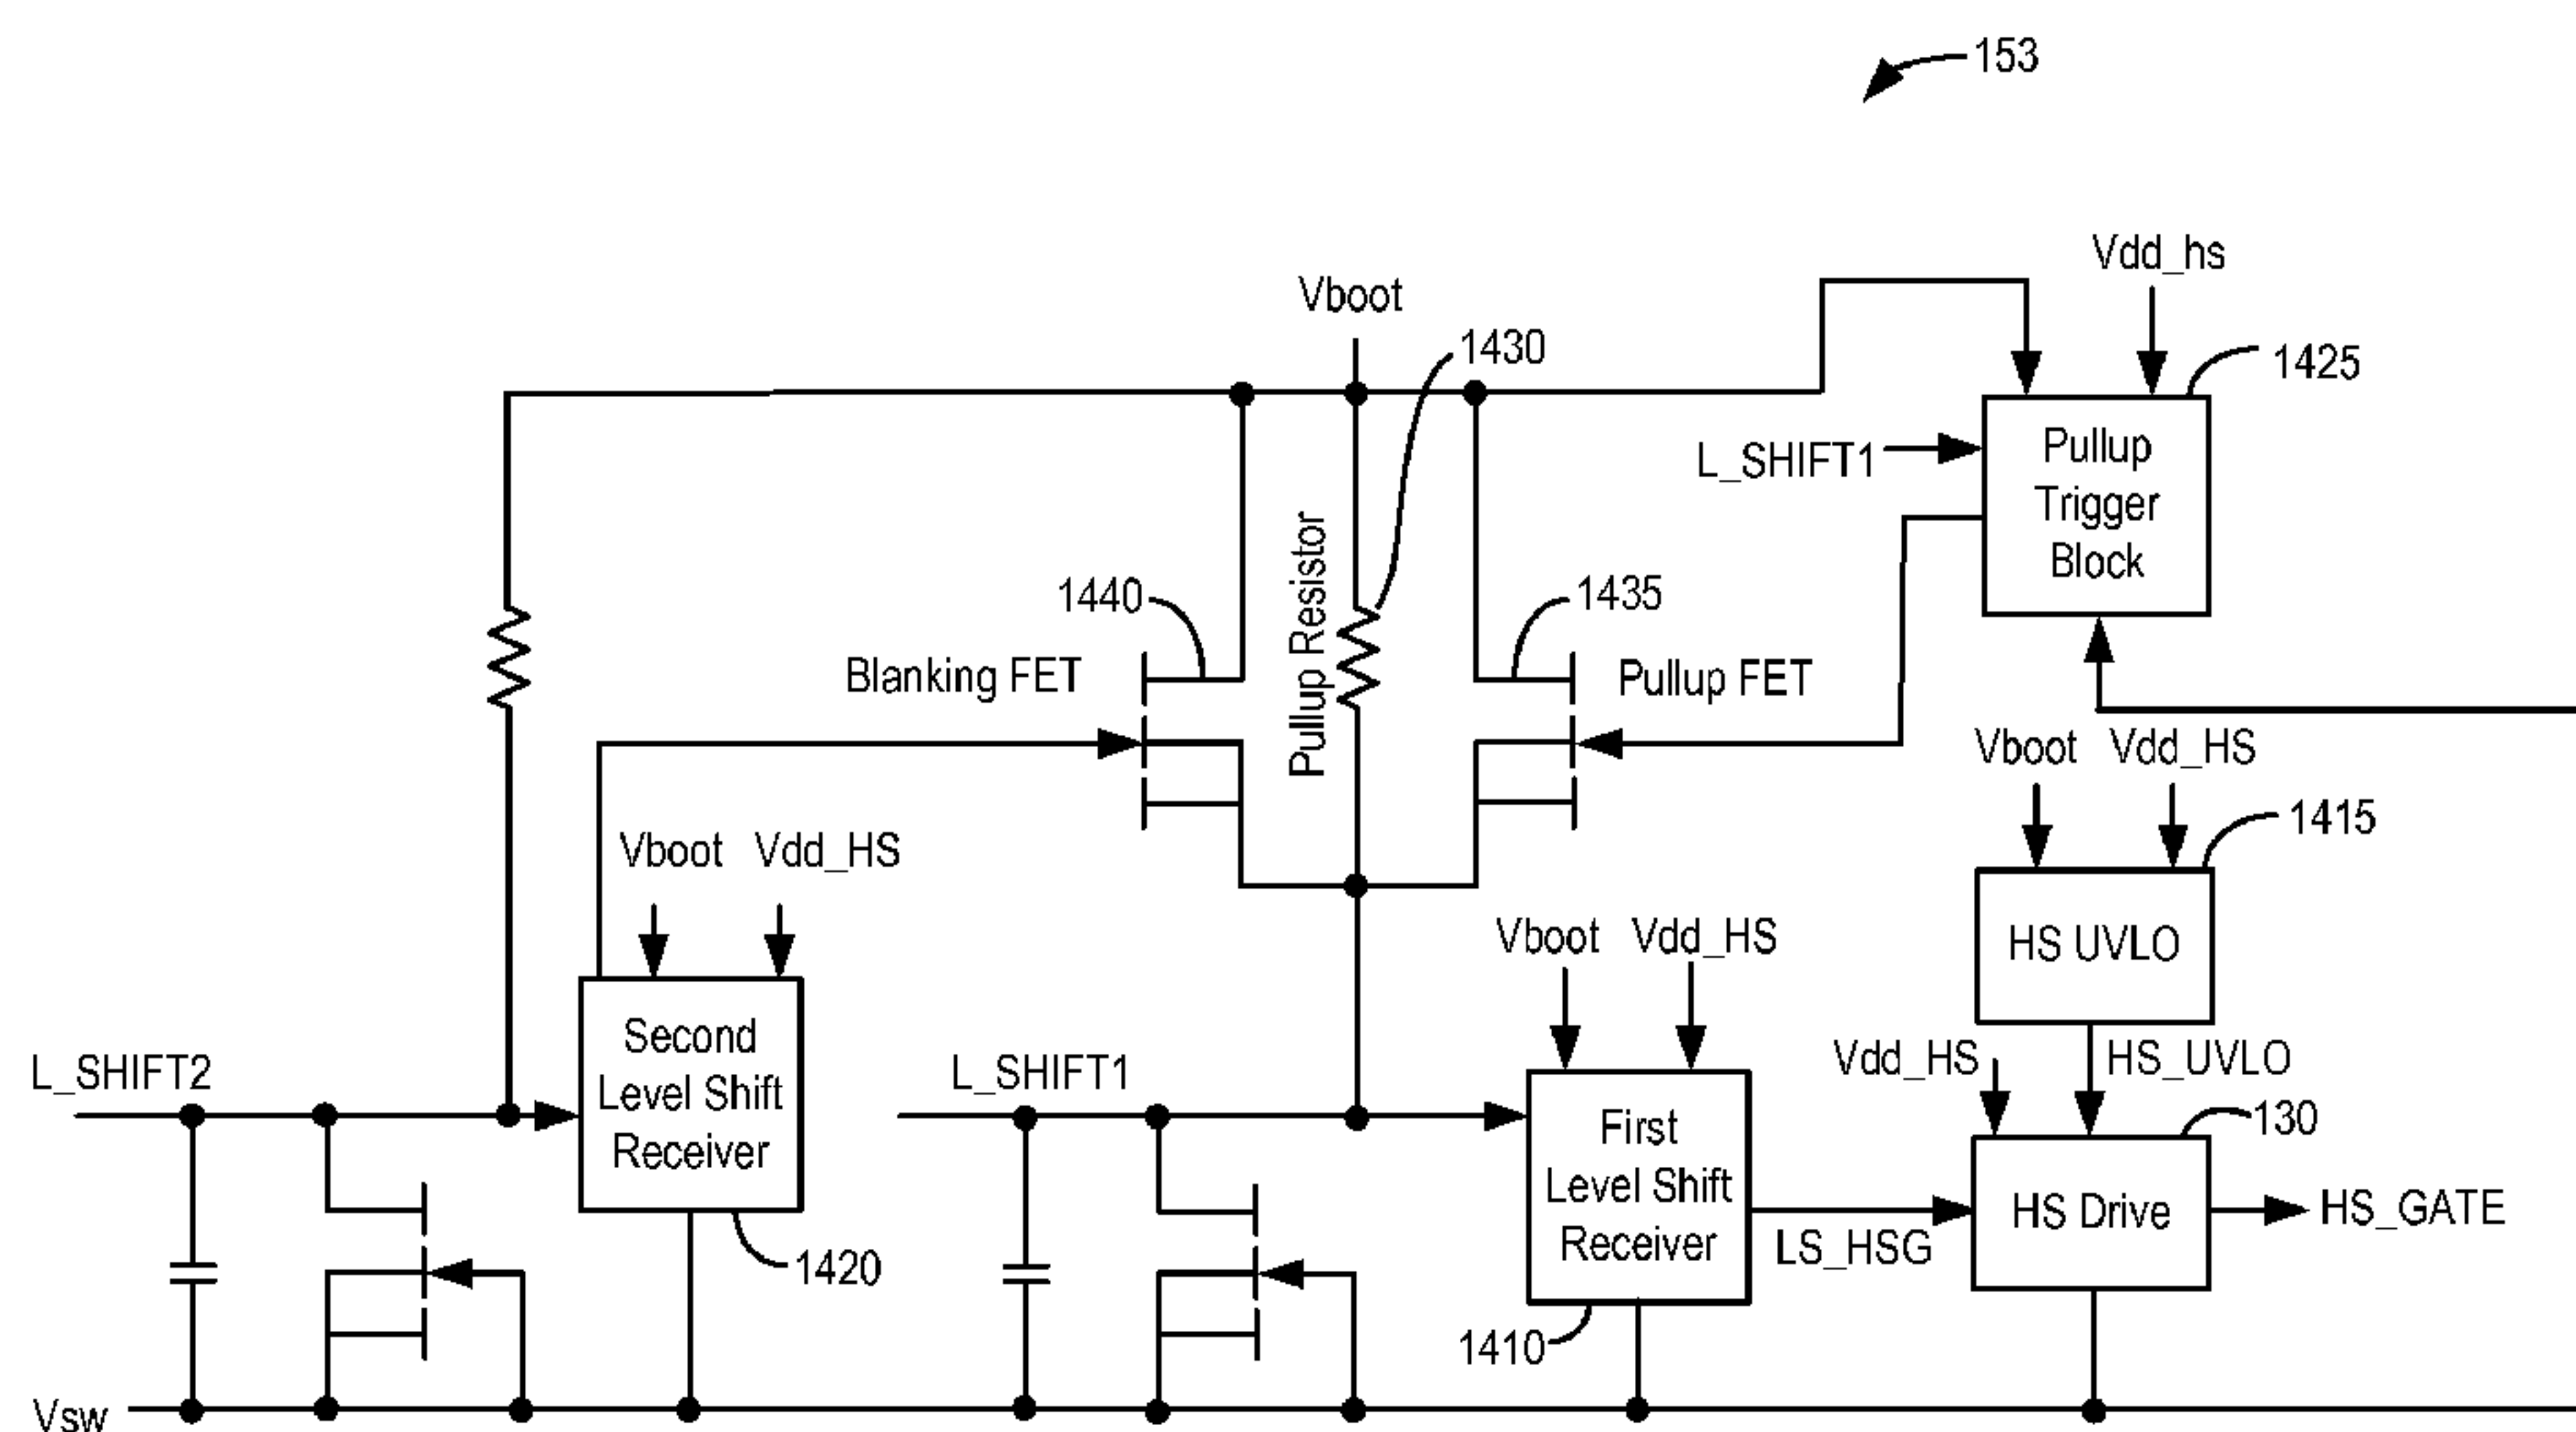 153
Vdd_hs
Vboot
1430
1425
L_SHIFT1
Pullup
Trigger
Block
Pullup Resistor
1440
1435
Blanking FET
Pullup FET
Vboot
Vdd_HS
1415
Vboot
Vdd_HS
Vboot
Vdd_HS
HS UVLO
Second
Level Shift
Receiver
L_SHIFT2
L_SHIFT1
Vdd_HS
HS_UVLO
First
Level Shift
Receiver
130
HS Drive
HS_GATE
LS_HSG
1420
1410
Vsw